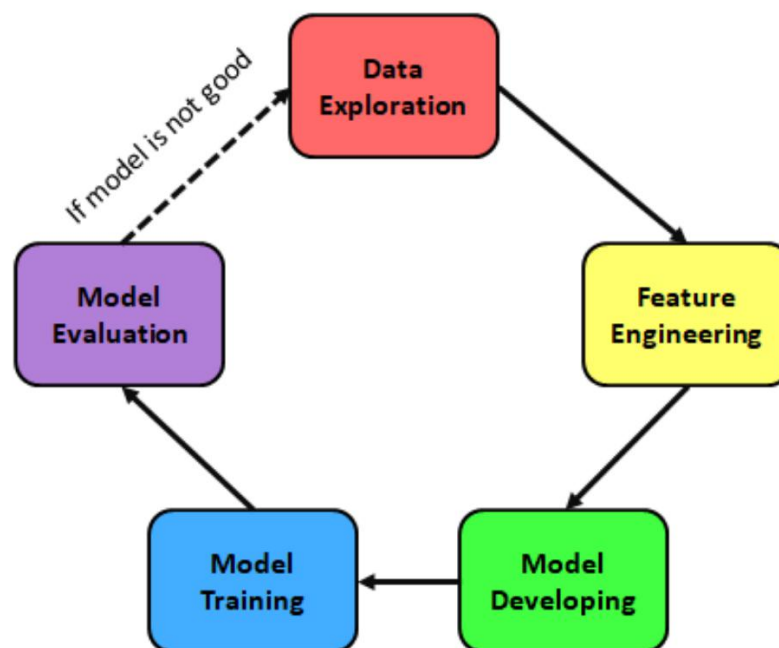 If model is not good
Data
Exploration
Feature
Engineering
Model
Developing
Model
Training
Model
Evaluation